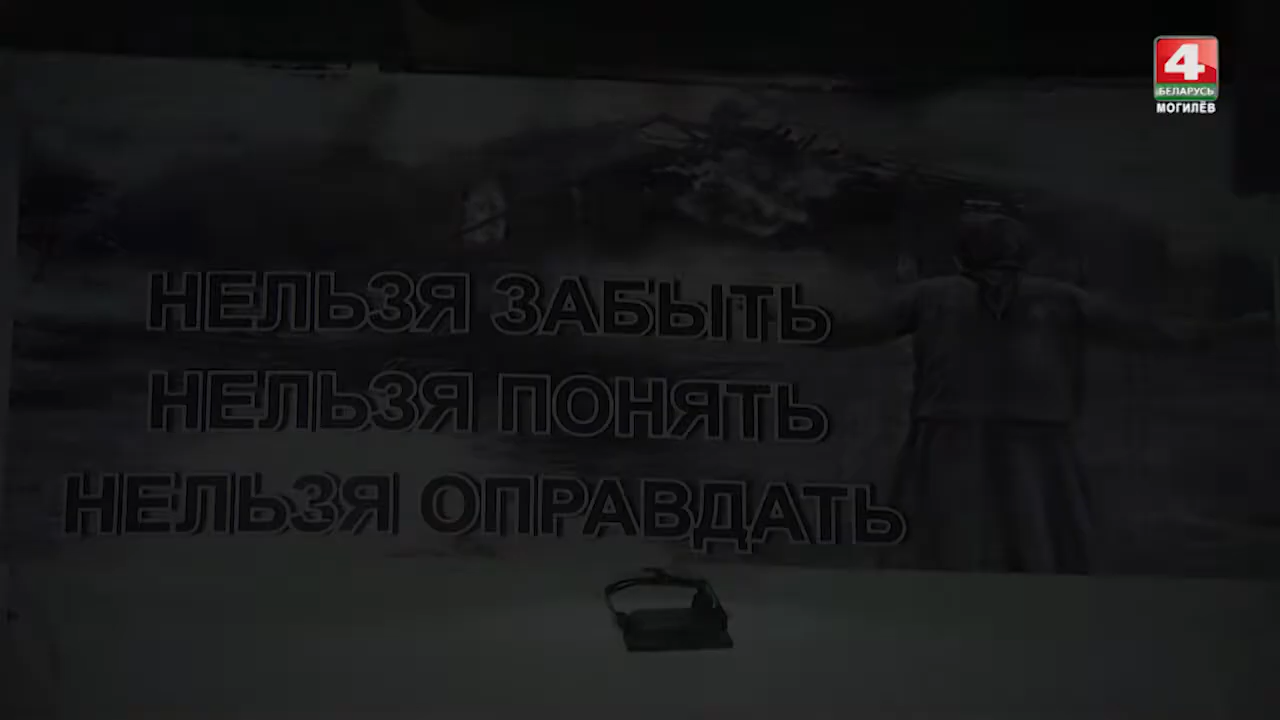 4
БЕЛАРУСЬ
МОГИЛЁВ
НЕЛЬЗЯ ЗАБЫТЬ
НЕЛЬЗЯ ПОНЯТЬ
НЕЛЬЗЯ ОПРАВДАТЬ